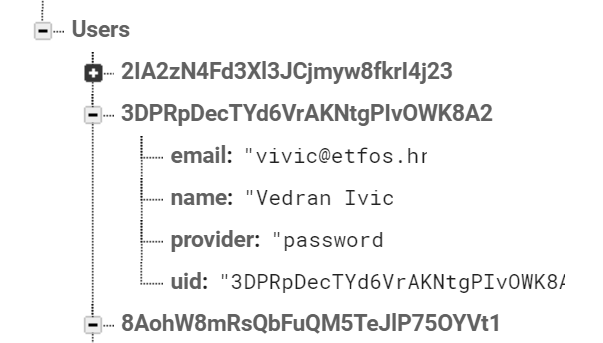 Users
2IA2zN4Fd3Xl3JCjmyw8fkrI4j23
3DPRpDecTYd6VrAKNtgPIvOWK8A2
email: "vivic@etfos.hr
name: "Vedran Ivic
provider: "password
uid: "3DPRpDecTYd6VrAKNtgPIvOWK8A
8AohW8mRsQbFuQM5TeJlP75OYVt1